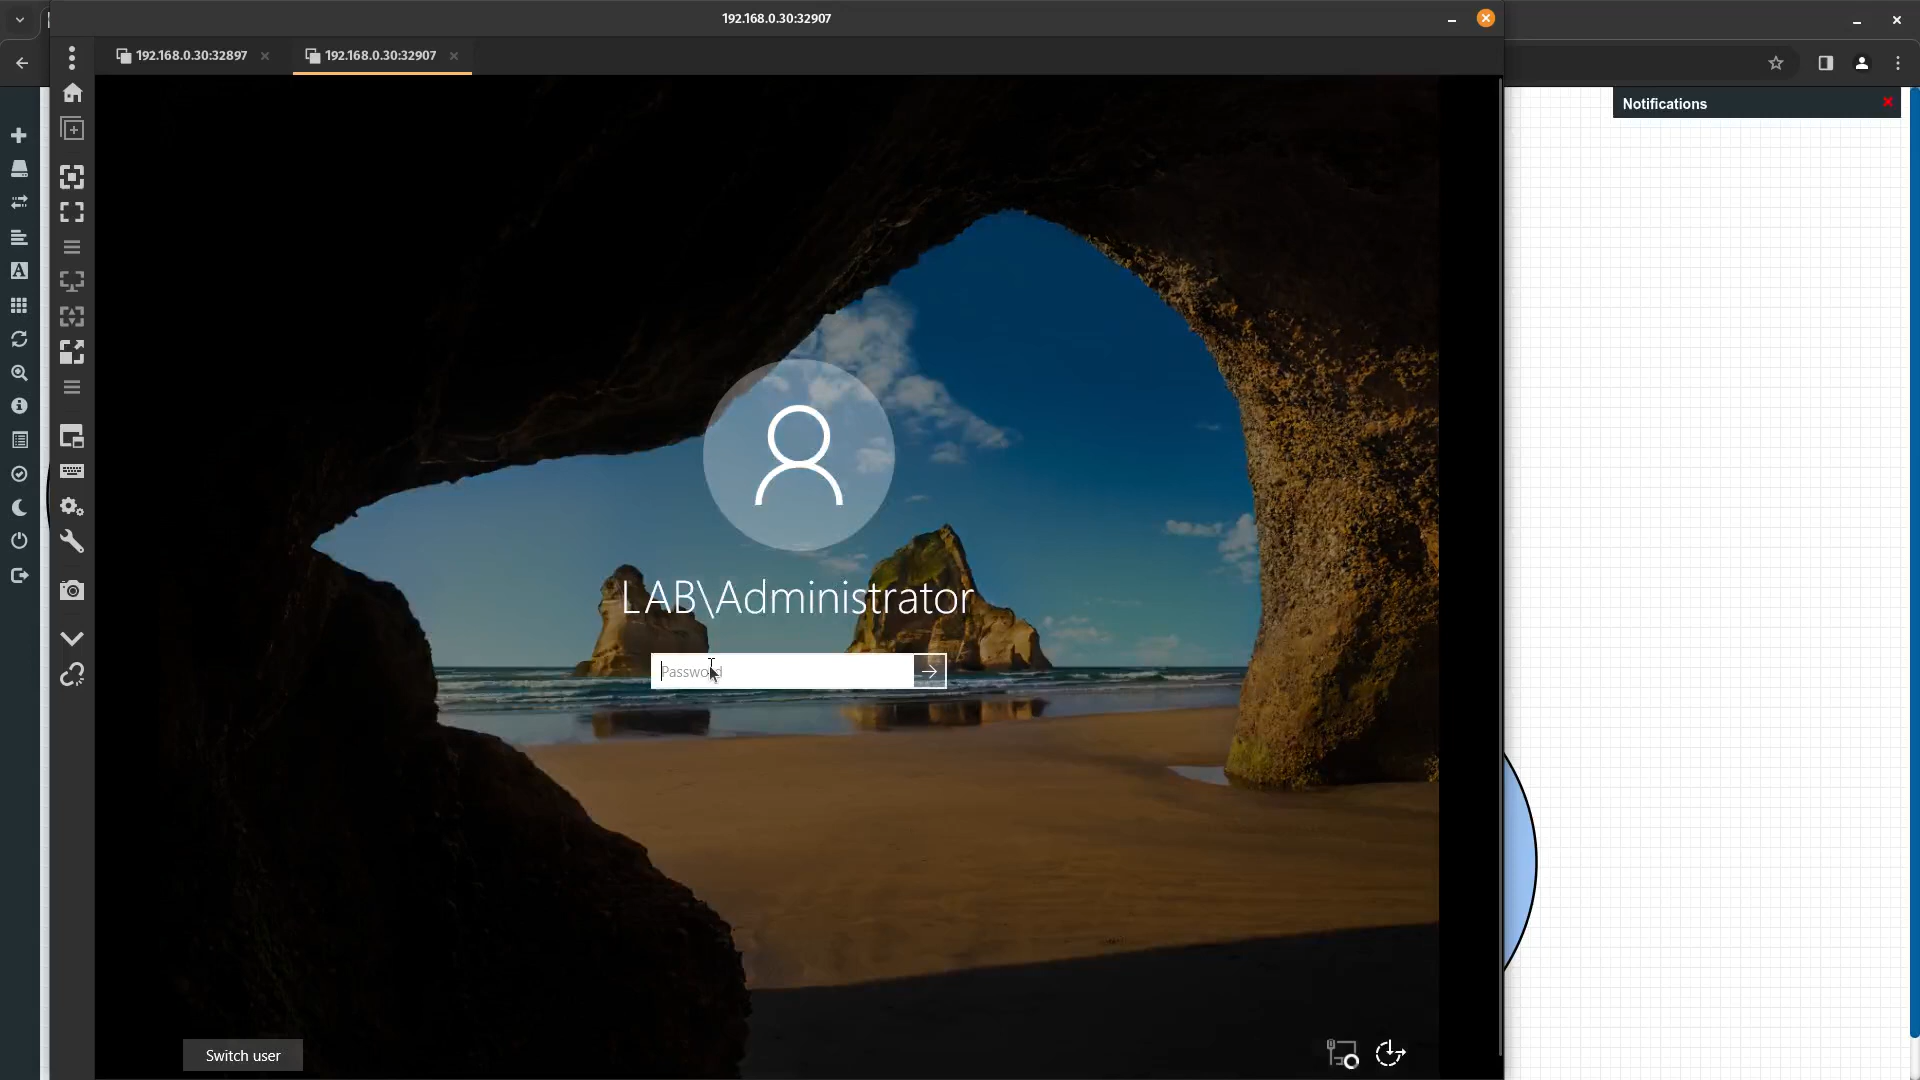 192.168.0.30:32907
192.168.0.30:32897
192.168.0.30:32907
Notifications
LAB\Administrator
Password
Switch user